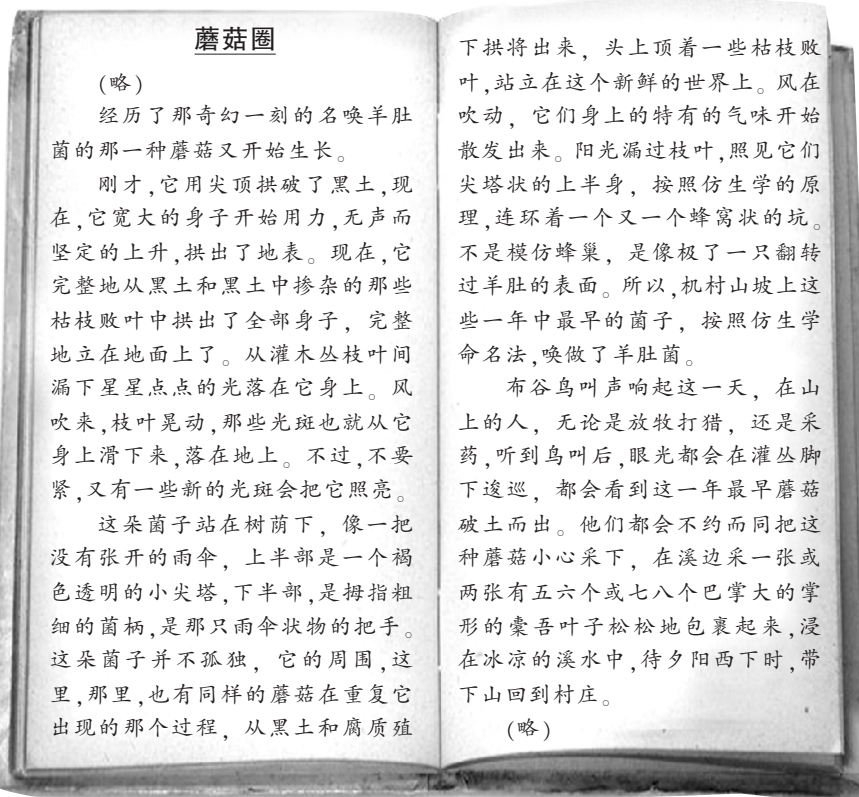 蘑菇圈
（略）
经历了那奇幻一刻的名唤羊肚
菌的那一种蘑菇又开始生长。
刚才,它用尖顶拱破了黑土,现
在,它宽大的身子开始用力,无声而
坚定的上升,拱出了地表。现在,它
完整地从黑土和黑土中掺杂的那些
枯枝败叶中拱出了全部身子，完整
地立在地面上了。从灌木丛枝叶间
漏下星星点点的光落在它身上。风
吹来,枝叶晃动,那些光斑也就从它
身上滑下来,落在地上。不过,不要
紧,又有一些新的光斑会把它照亮。
这朵菌子站在树荫下，像一把
没有张开的雨伞，上半部是一个褐
色透明的小尖塔,下半部,是拇指粗
细的菌柄,是那只雨伞状物的把手。
这朵菌子并不孤独，它的周围,这
里,那里,也有同样的蘑菇在重复它
出现的那个过程，从黑土和腐质殖
下拱将出来，头上顶着一些枯枝败
叶,站立在这个新鲜的世界上。风在
吹动，它们身上的特有的气味开始
散发出来。阳光漏过枝叶,照见它们
尖塔状的上半身，按照仿生学的原
理,连环着一个又一个蜂窝状的坑。
不是模仿蜂巢，是像极了一只翻转
过羊肚的表面。所以,机村山坡上这
些一年中最早的菌子，按照仿生学
命名法,唤做了羊肚菌。
布谷鸟叫声响起这一天，在山
上的人，无论是放牧打猎，还是采
药,听到鸟叫后,眼光都会在灌丛脚
下逡巡，都会看到这一年最早蘑菇
破土而出。他们都会不约而同把这
种蘑菇小心采下，在溪边采一张或
两张有五六个或七八个巴掌大的掌
形的橐吾叶子松松地包裹起来,浸
在冰凉的溪水中,待夕阳西下时,带
下山回到村庄。
（略）